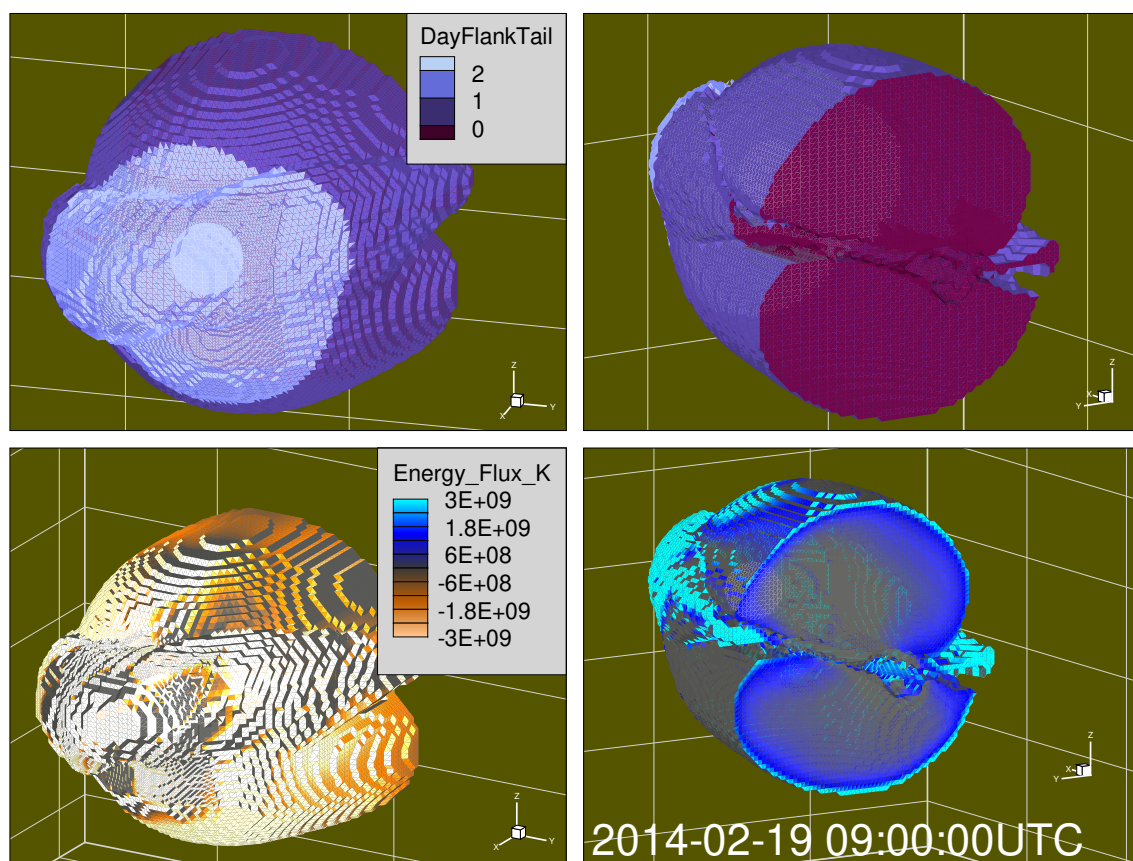 DayFlankTail
2
1
0
Z
X Y
Z
X
Y
Energy_Flux_K
3E+09
1.8E+09
6E+08
-6E+08
-1.8E+09
-3E+09
Z
X Y
Z
X
Y
2014-02-19 09:00:00UTC